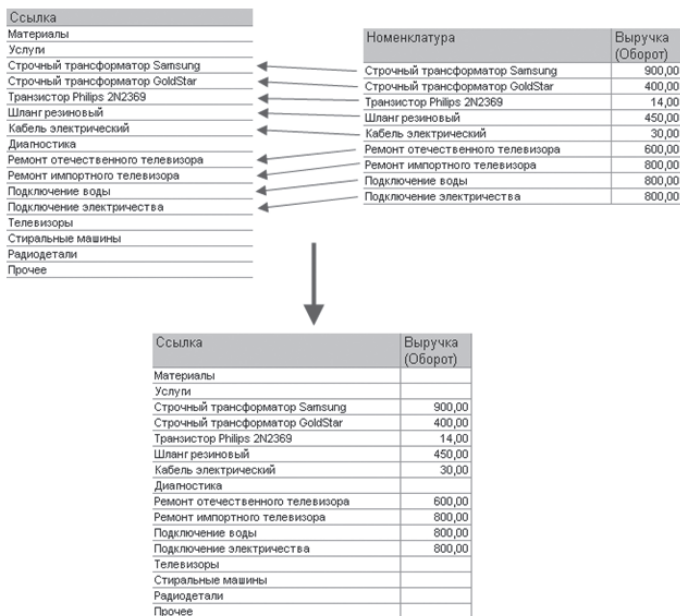 Ссылка
Материалы
Услуги
Строчный трансформатор Samsung
Строчный трансформатор GoldStar
Транзистор Philips 2N2369
Шланг резиновый
Кабель электрический
Диагностика
Ремонт отечественного телевизора
Ремонт импортного телевизора
Подключение воды
Подключение электричества
Телевизоры
Стиральные машины
Радиодетали
Прочее
Номенклатура Выручка
(Оборот)
Строчный трансформатор Samsung 900,00
Строчный трансформатор GoldStar 400,00
Транзистор Philips 2N2369 14,00
Шланг резиновый 450,00
Кабель электрический 30,00
Ремонт отечественного телевизора 600,00
Ремонт импортного телевизора 800,00
Подключение воды 800,00
Подключение электричества 800,00
Ссылка Выручка
(Оборот)
Материалы
Услуги
Строчный трансформатор Samsung 900,00
Строчный трансформатор GoldStar 400,00
Транзистор Philips 2N2369 14,00
Шланг резиновый 450,00
Кабель электрический 30,00
Диагностика
Ремонт отечественного телевизора 600,00
Ремонт импортного телевизора 800,00
Подключение воды 800,00
Подключение электричества 800,00
Телевизоры
Стиральные машины
Радиодетали
Прочее